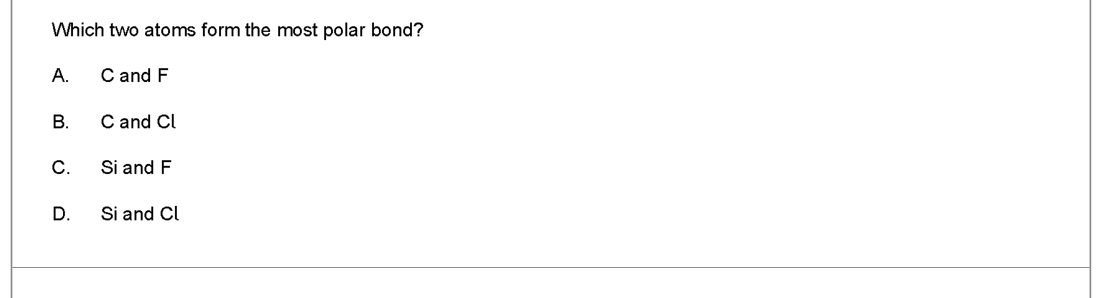 Which two atoms form the most polar bond?
A. C and F
B. C and Cl
C. Si and F
D. Si and Cl